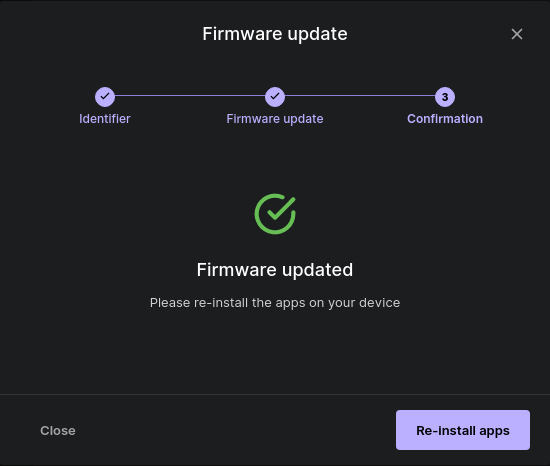 Firmware update
3
Identifier
Firmware update
Confirmation
Firmware updated
Please re-install the apps on your device
Close
Re-install apps